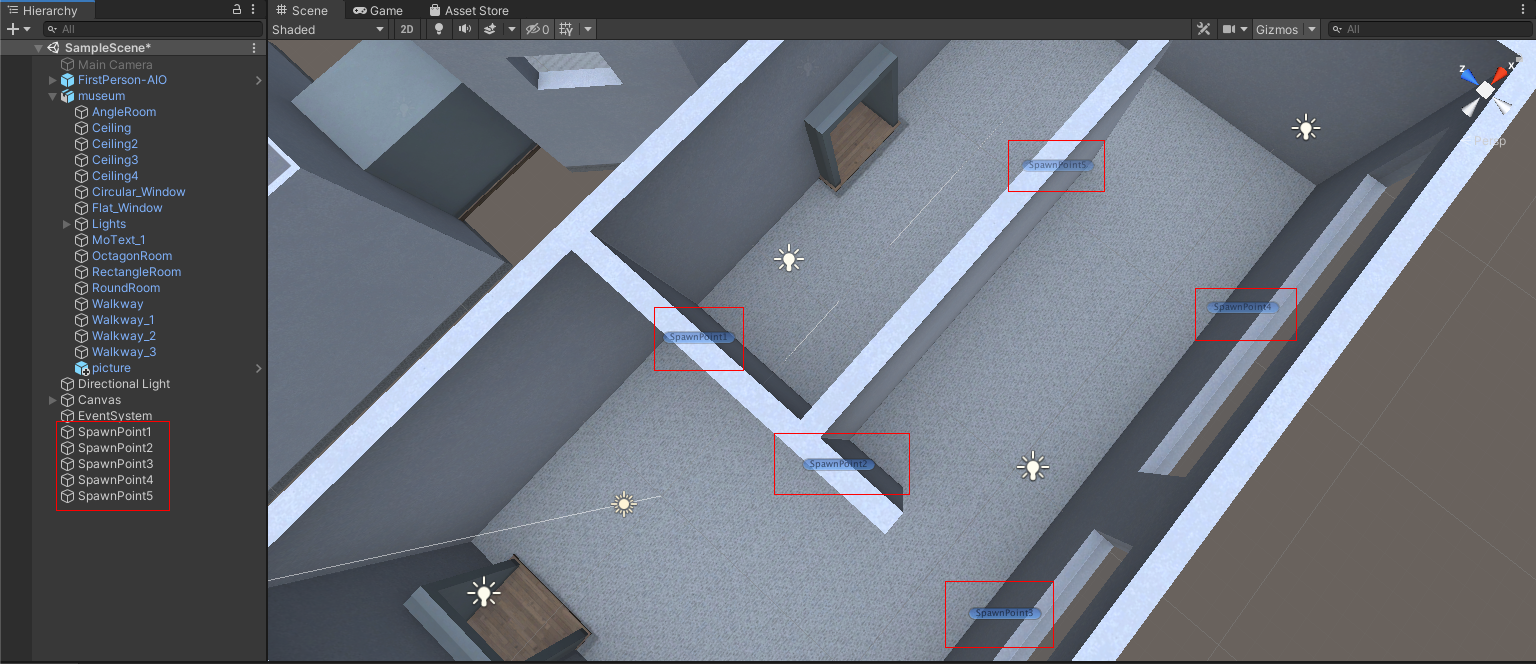 Hierarchy
All
SampleScene*
Main Camera
FirstPerson-AIO
museum
AngleRoom
Ceiling
Ceiling2
Ceiling3
Ceiling4
Circular_Window
Flat_Window
Lights
MoText_1
OctagonRoom
RectangleRoom
RoundRoom
Walkway
Walkway_1
Walkway_2
Walkway_3
picture
Directional Light
Canvas
EventSystem
SpawnPoint1
SpawnPoint2
SpawnPoint3
SpawnPoint4
SpawnPoint5
Scene Game Asset Store
Shaded 2D 0 Gizmos All
z x
Persp
SpawnPoint5
SpawnPoint4
SpawnPoint1
SpawnPoint2
SpawnPoint3